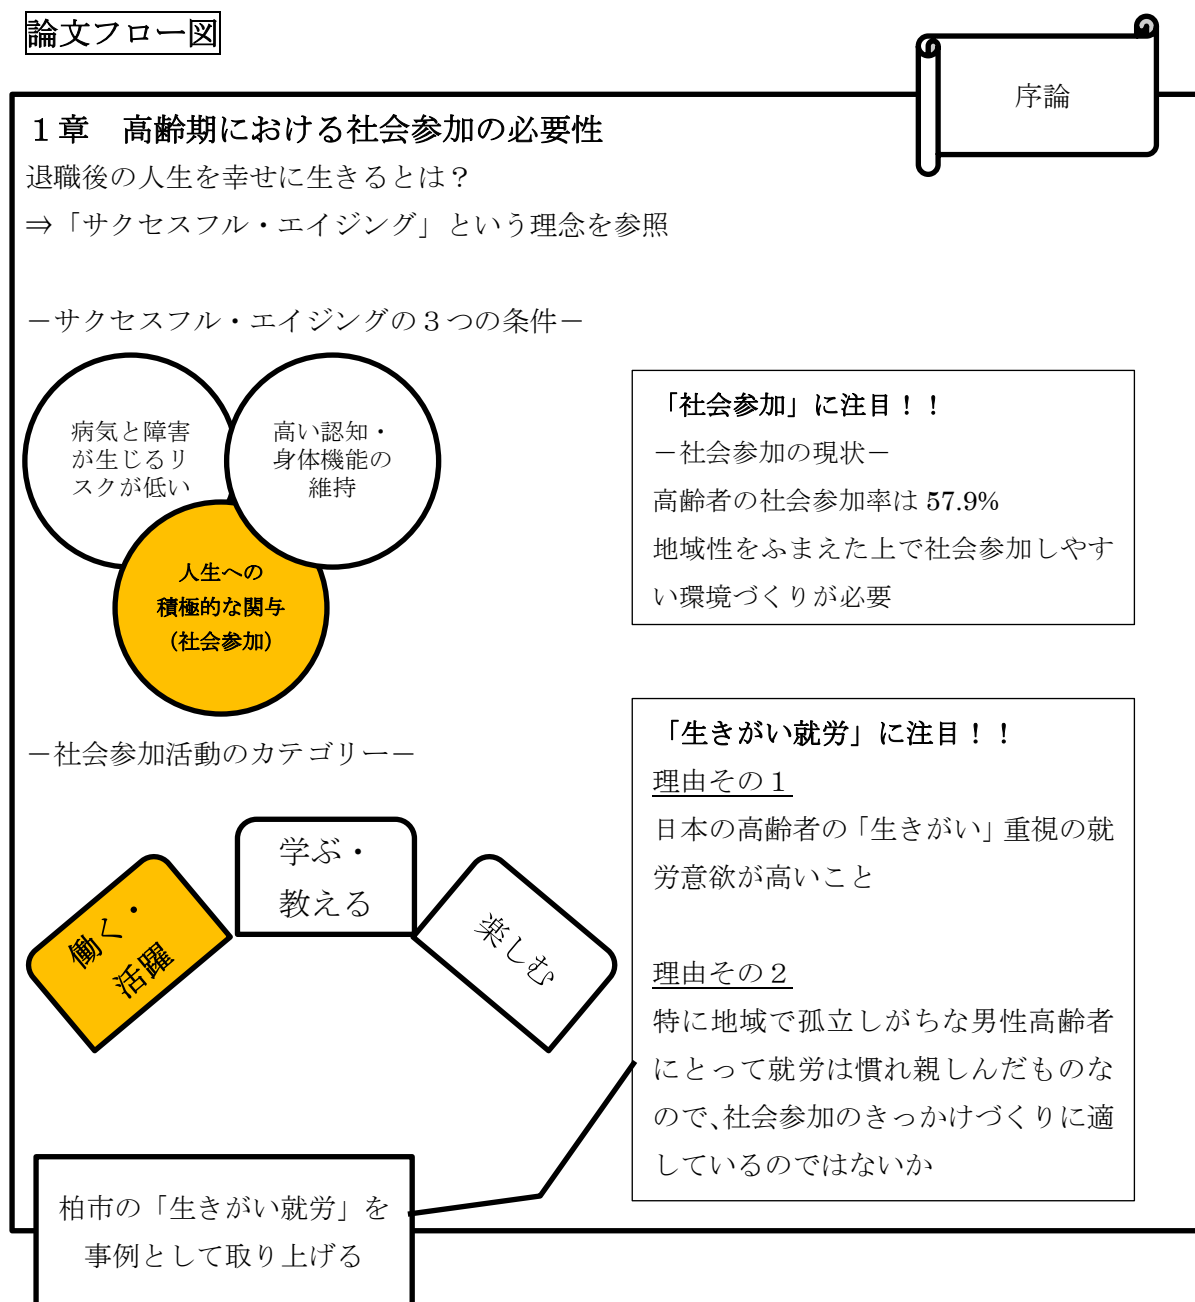 論文フロー図
序論
１章　高齢期における社会参加の必要性
退職後の人生を幸せに生きるとは？
⇒「サクセスフル・エイジング」という理念を参照
－サクセスフル・エイジングの３つの条件－
病気と障害
が生じるリ
スクが低い
高い認知・
身体機能の
維持
人生への
積極的な関与
（社会参加）
「社会参加」に注目！！
－社会参加の現状－
高齢者の社会参加率は 57.9%
地域性をふまえた上で社会参加しやす
い環境づくりが必要
－社会参加活動のカテゴリー－
働く・
活躍
学ぶ・
教える
楽しむ
「生きがい就労」に注目！！
理由その１
日本の高齢者の「生きがい」重視の就
労意欲が高いこと
理由その２
特に地域で孤立しがちな男性高齢者
にとって就労は慣れ親しんだものな
ので、社会参加のきっかけづくりに適
しているのではないか
柏市の「生きがい就労」を
事例として取り上げる